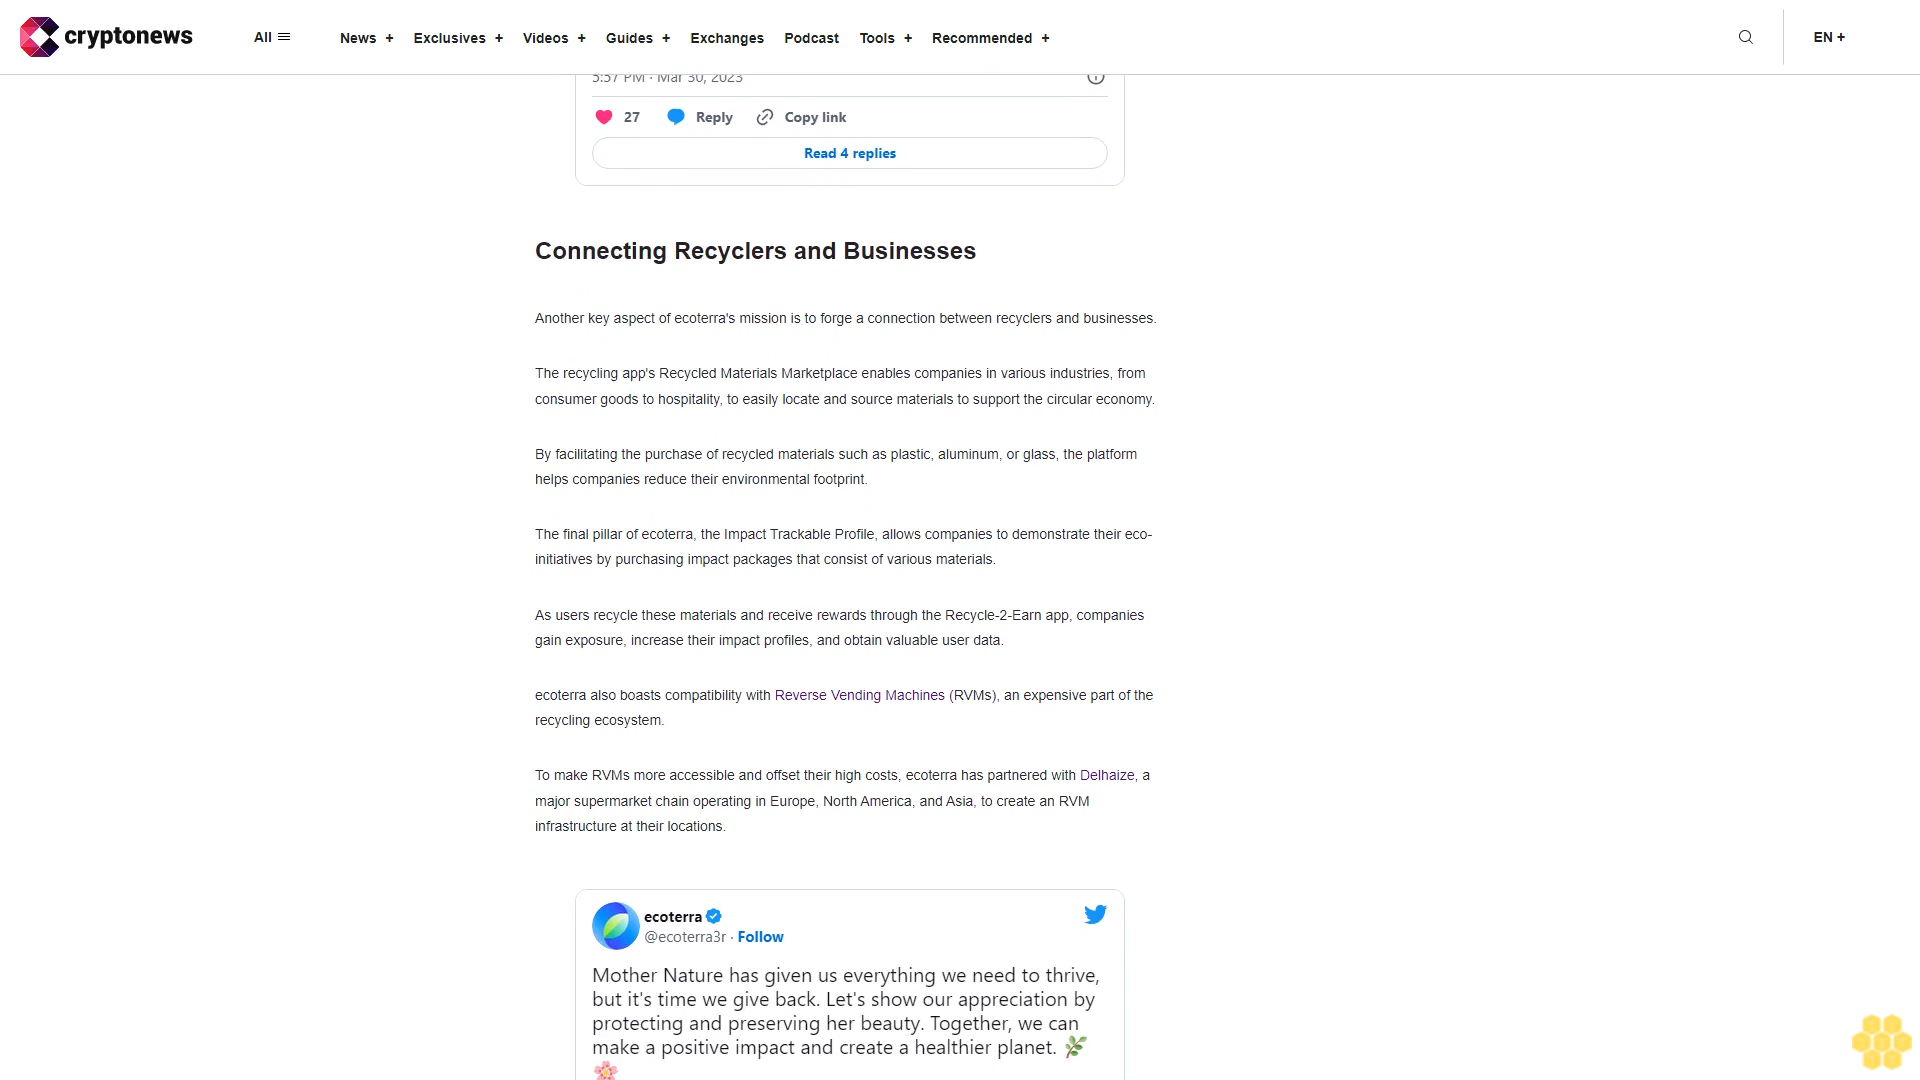 cryptonews
All
News +
Exclusives +
Videos +
Guides +
Exchanges
Podcast
Tools +
Recommended +
EN +
5:57 PM · Mar 30, 2023
27
Reply
Copy link
Read 4 replies
Connecting Recyclers and Businesses
Another key aspect of ecoterra's mission is to forge a connection between recyclers and businesses.
The recycling app's Recycled Materials Marketplace enables companies in various industries, from
consumer goods to hospitality, to easily locate and source materials to support the circular economy.
By facilitating the purchase of recycled materials such as plastic, aluminum, or glass, the platform
helps companies reduce their environmental footprint.
The final pillar of ecoterra, the Impact Trackable Profile, allows companies to demonstrate their eco-
initiatives by purchasing impact packages that consist of various materials.
As users recycle these materials and receive rewards through the Recycle-2-Earn app, companies
gain exposure, increase their impact profiles, and obtain valuable user data.
ecoterra also boasts compatibility with Reverse Vending Machines (RVMs), an expensive part of the
recycling ecosystem.
To make RVMs more accessible and offset their high costs, ecoterra has partnered with Delhaize, a
major supermarket chain operating in Europe, North America, and Asia, to create an RVM
infrastructure at their locations.
ecoterra
@ecoterra3r · Follow
Mother Nature has given us everything we need to thrive,
but it's time we give back. Let's show our appreciation by
protecting and preserving her beauty. Together, we can
make a positive impact and create a healthier planet. 🌿
🌸